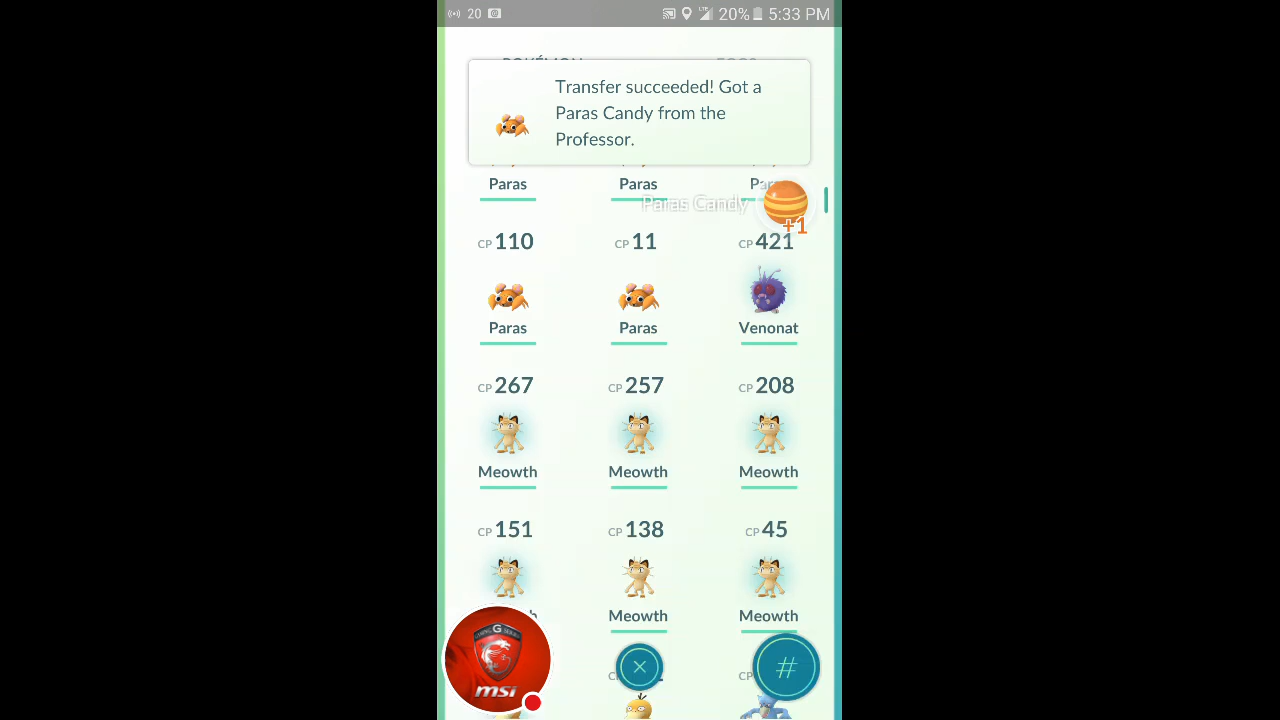 20
20% 5:33 PM
Transfer succeeded! Got a
Paras Candy from the
Professor.
Paras Paras
Paras Candy
+1
CP 110 CP 11 CP 421
Paras Paras Venonat
CP 267 CP 257 CP 208
Meowth Meowth Meowth
CP 151 CP 138 CP 45
Meowth Meowth
GAMING G SERIES
msi
#